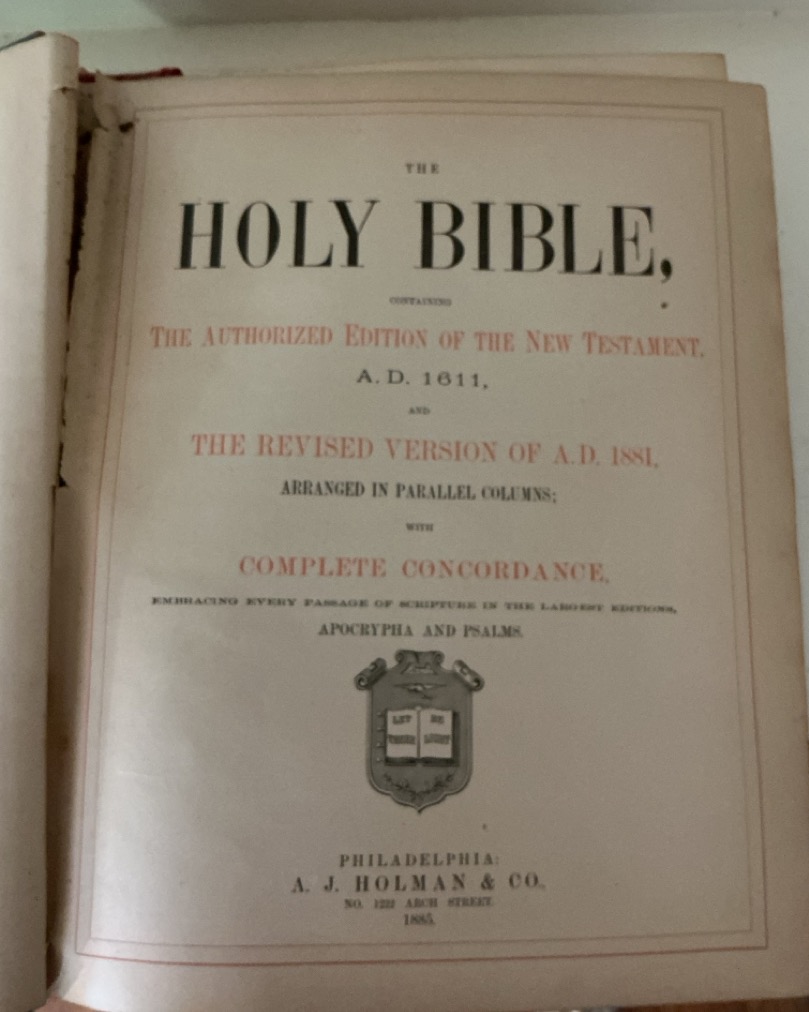 THE
HOLY BIBLE,
CONTAINING
THE AUTHORIZED EDITION OF THE NEW TESTAMENT,
A. D. 1611,
AND
THE REVISED VERSION OF A.D. 1881,
ARRANGED IN PARALLEL COLUMNS;
WITH
COMPLETE CONCORDANCE,
EMBRACING EVERY PASSAGE OF SCRIPTURE IN THE LARGEST EDITIONS,
APOCRYPHA AND PSALMS.
LET BE
THERE LIGHT
PHILADELPHIA:
A. J. HOLMAN & CO.,
NO. 1222 ARCH STREET.
1885.